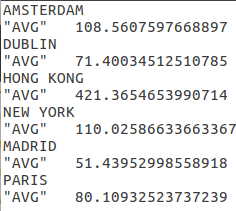 AMSTERDAM
"AVG" 108.5607597668897
DUBLIN
"AVG" 71.40034512510785
HONG KONG
"AVG" 421.3654653990714
NEW YORK
"AVG" 110.02586633663367
MADRID
"AVG" 51.43952998558918
PARIS
"AVG" 80.10932523737239